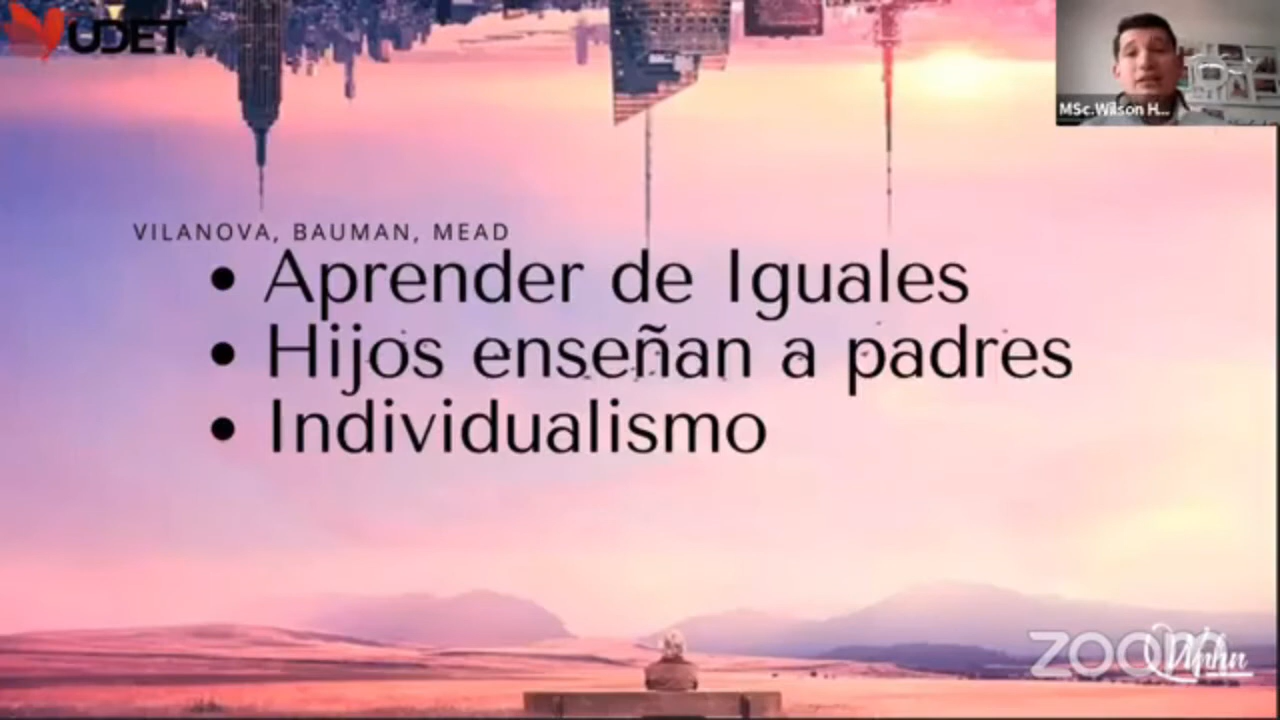 UDET
MSc.Wilson H...
VILANOVA, BAUMAN, MEAD
• Aprender de Iguales
• Hijos enseñan a padres
• Individualismo
zoom